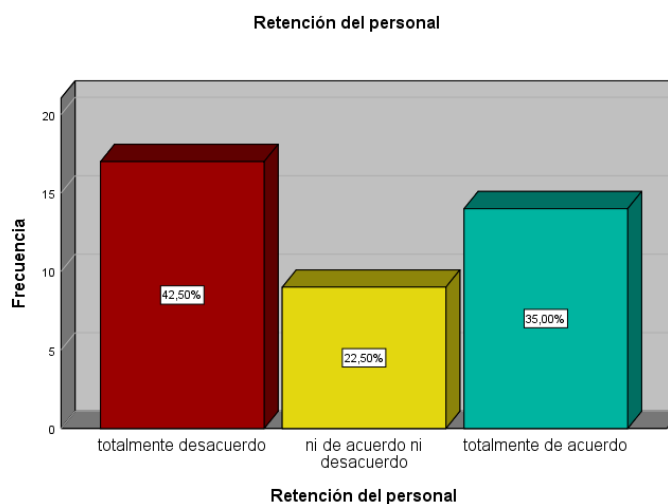 Retención del personal
Frecuencia
20
15
10
5
0
42,50%
22,50%
35,00%
totalmente desacuerdo
ni de acuerdo ni
desacuerdo
totalmente de acuerdo
Retención del personal